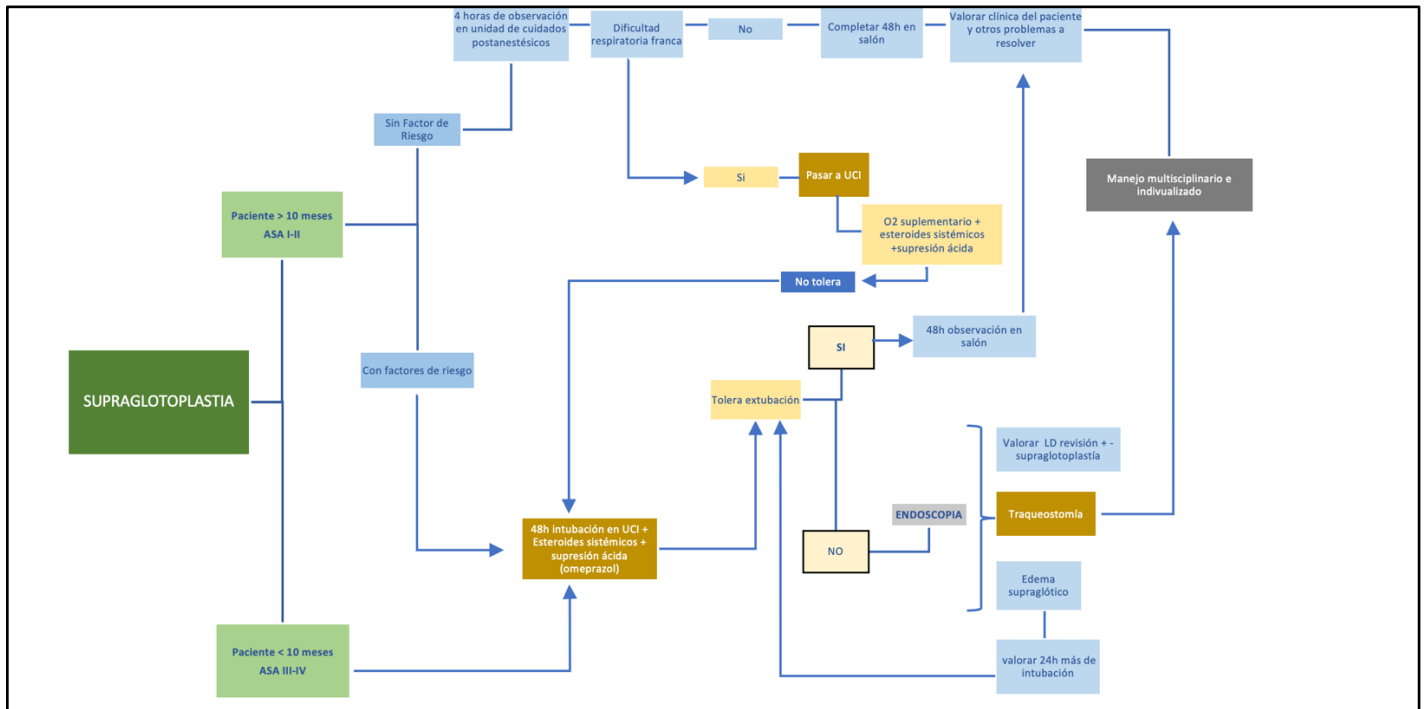 4 horas de observación
en unidad de cuidados
postanestésicos
Dificultad
respiratoria franca
No
Completar 48h en
salón
Valorar clínica del paciente
y otros problemas a
resolver
Sin Factor de
Riesgo
Si
Pasar a UCI
Manejo multisciplinario e
indivualizado
Paciente > 10 meses
ASA I-II
O2 suplementario +
esteroides sistémicos
+supresión ácida
No tolera
48h observación en
salón
SI
SUPRAGLOTOPLASTIA
Con factores de riesgo
Tolera extubación
Valorar LD revisión + -
supraglotoplastía
ENDOSCOPIA
Traqueostomía
48h intubación en UCI +
Esteroides sistémicos +
supresión ácida
(omeprazol)
NO
Edema
supraglótico
Paciente < 10 meses
ASA III-IV
valorar 24h más de
intubación